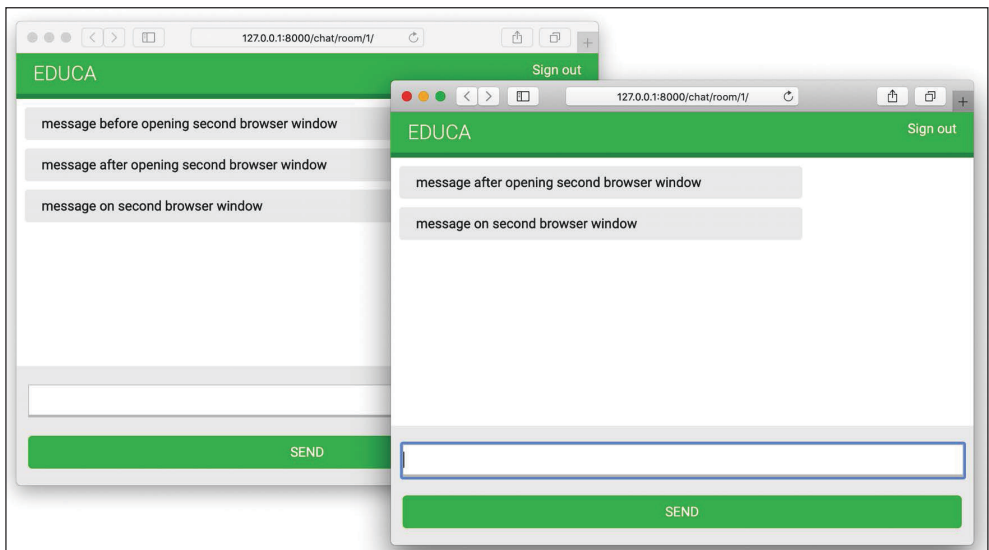 127.0.0.1:8000/chat/room/1/
EDUCA
Sign out
message before opening second browser window
message after opening second browser window
message on second browser window
SEND
127.0.0.1:8000/chat/room/1/
EDUCA
Sign out
message after opening second browser window
message on second browser window
SEND